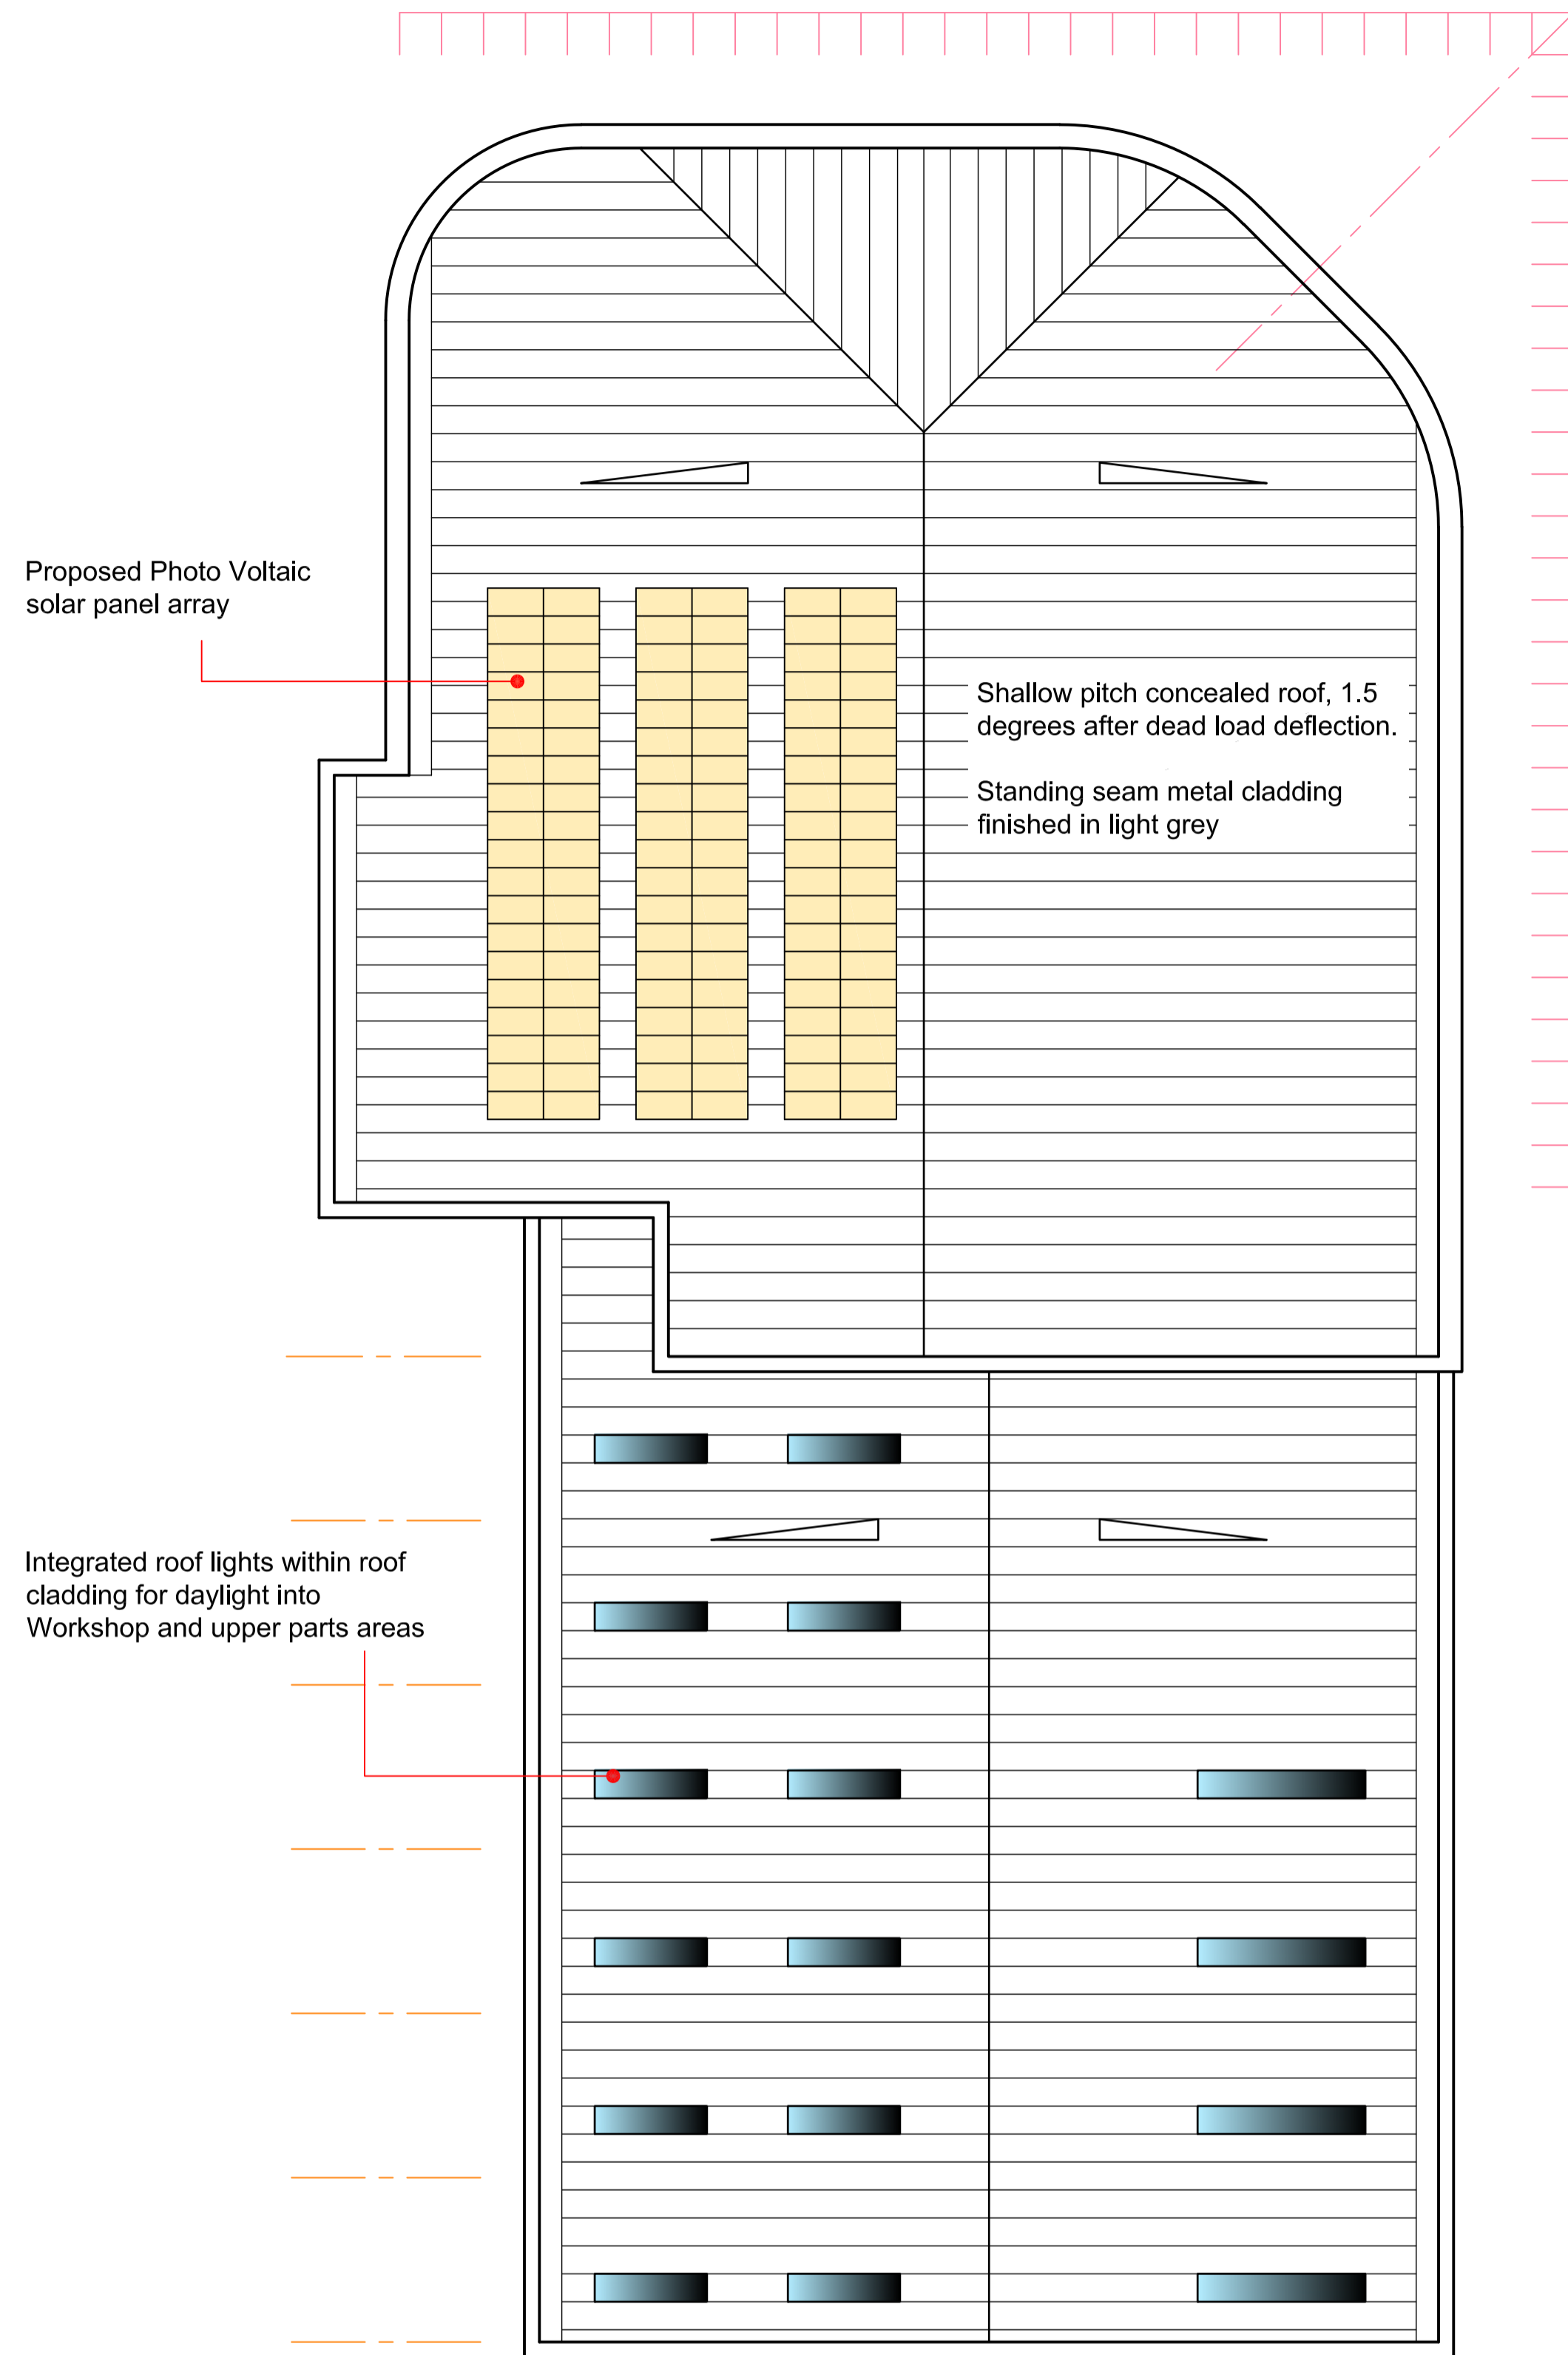 Proposed Photo Voltaic
solar panel array
Shallow pitch concealed roof, 1.5
degrees after dead load deflection.
Standing seam metal cladding
finished in light grey
Integrated roof lights within roof
cladding for daylight into
Workshop and upper parts areas